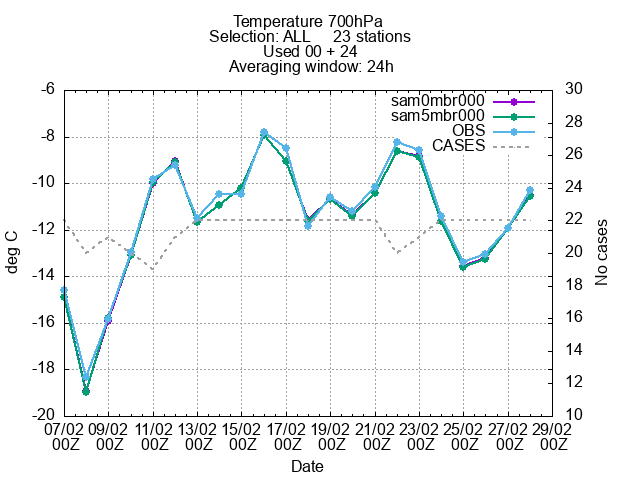 Temperature 700hPa
Selection: ALL 23 stations
Used 00 + 24
Averaging window: 24h
sam0mbr000
sam5mbr000
OBS
CASES
deg C
-6
-8
-10
-12
-14
-16
-18
-20
30
28
26
24
22
20
18
16
14
12
10
No cases
07/02 09/02 11/02 13/02 15/02 17/02 19/02 21/02 23/02 25/02 27/02 29/02
00Z 00Z 00Z 00Z 00Z 00Z 00Z 00Z 00Z 00Z 00Z 00Z
Date